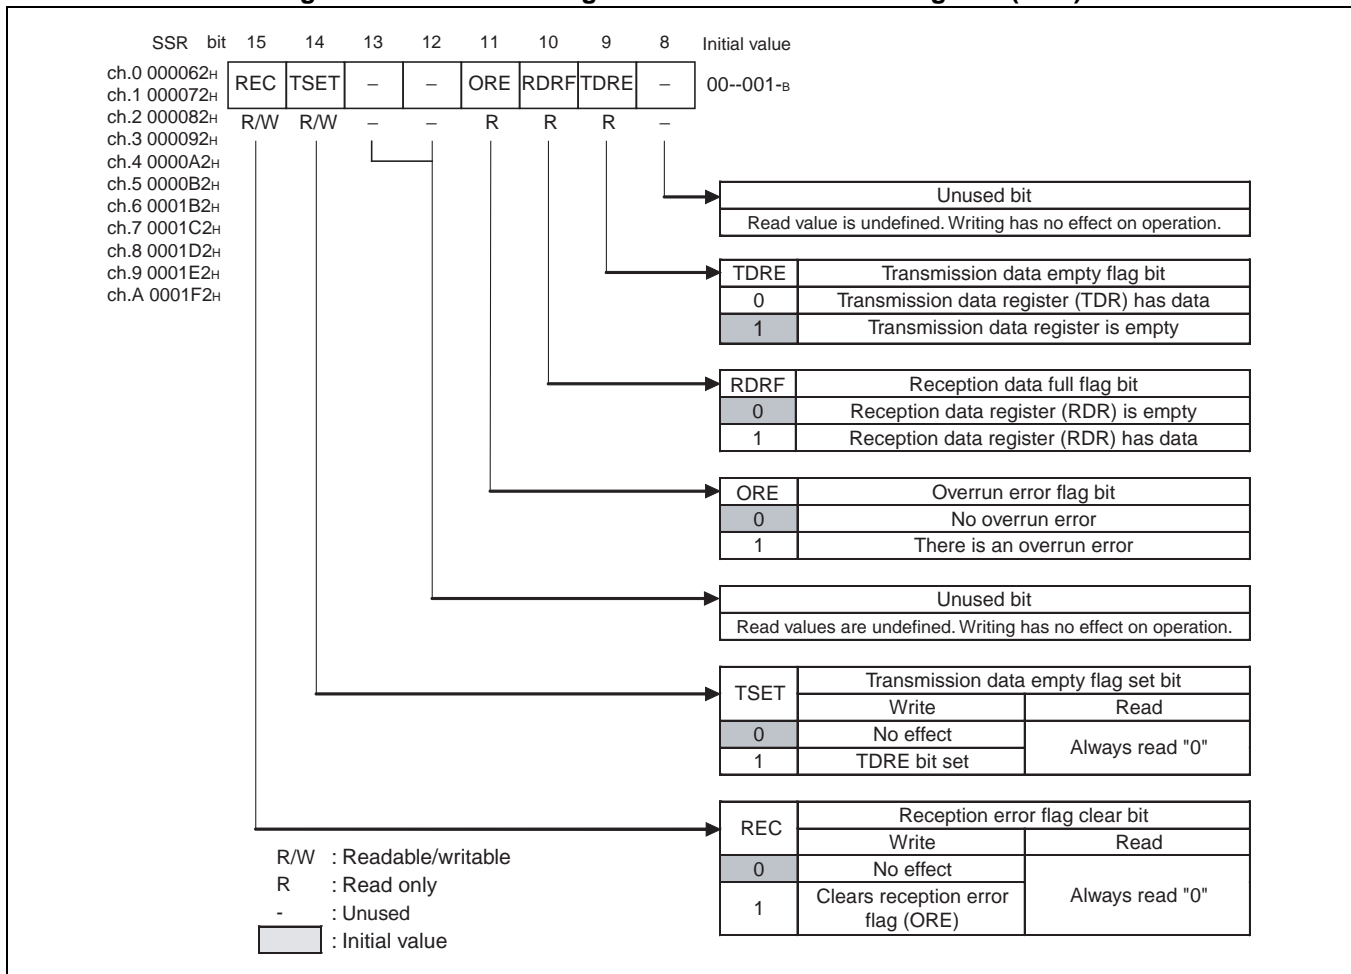 SSR bit 15 14 13 12 11 10 9 8 Initial value
ch.0 000062H REC TSET – – ORE RDRF TDRE – 00--001-B
ch.1 000072H
ch.2 000082H R/W R/W – – R R R -
ch.3 000092H
ch.4 0000A2H
ch.5 0000B2H
ch.6 0001B2H
ch.7 0001C2H
ch.8 0001D2H
ch.9 0001E2H
ch.A 0001F2H
Unused bit
Read value is undefined. Writing has no effect on operation.
TDRE Transmission data empty flag bit
0 Transmission data register (TDR) has data
1 Transmission data register is empty
RDRF Reception data full flag bit
0 Reception data register (RDR) is empty
1 Reception data register (RDR) has data
ORE Overrun error flag bit
0 No overrun error
1 There is an overrun error
Unused bit
Read values are undefined. Writing has no effect on operation.
TSET Transmission data empty flag set bit
Write Read
0 No effect Always read "0"
1 TDRE bit set
REC Reception error flag clear bit
Write Read
0 No effect Always read "0"
1 Clears reception error
flag (ORE)
R/W : Readable/writable
R : Read only
- : Unused
: Initial value